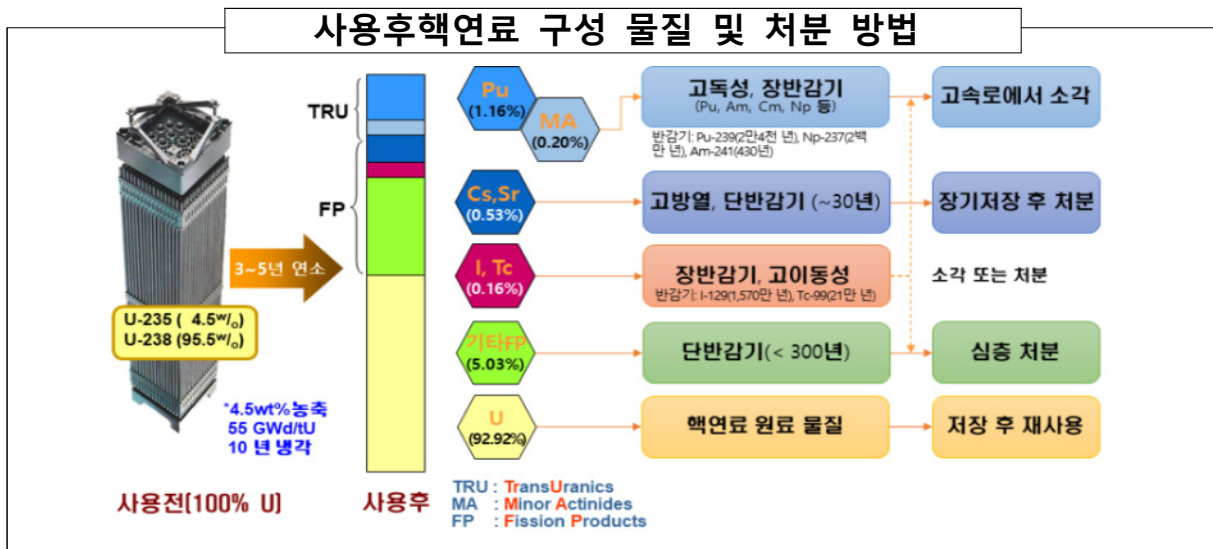 사용후핵연료 구성 물질 및 처분 방법
TRU
FP
3~5년 연소
U-235 ( 4.5w/o)
U-238 (95.5w/o)
*4.5wt%농축
55 GWd/tU
10 년 냉각
사용전(100% U)
사용후
Pu
(1.16%)
MA
(0.20%)
고독성, 장반감기
(Pu, Am, Cm, Np 등)
고속로에서 소각
반감기: Pu-239(2만4천 년), Np-237(2백
만 년), Am-241(430년)
Cs,Sr
(0.53%)
고방열, 단반감기 (~30년)
장기저장 후 처분
I, Tc
(0.16%)
장반감기, 고이동성
반감기: I-129(1,570만 년), Tc-99(21만 년)
소각 또는 처분
기타FP
(5.03%)
단반감기(< 300년)
심층 처분
U
(92.92%)
핵연료 원료 물질
저장 후 재사용
TRU : TransUranics
MA : Minor Actinides
FP : Fission Products